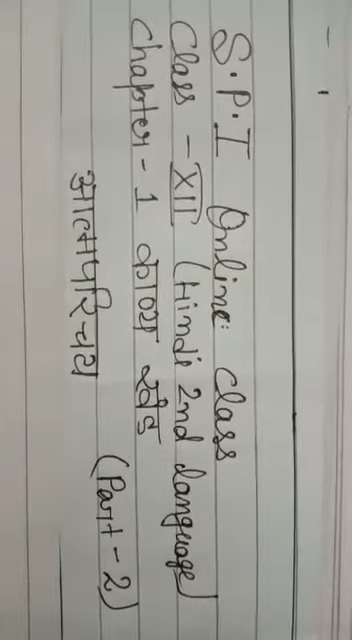 S.P.I Online: class
Class - XII (Hindi 2nd Language)
Chapter - 1 काव्य खंड
आत्मपरिचय
(Part - 2)